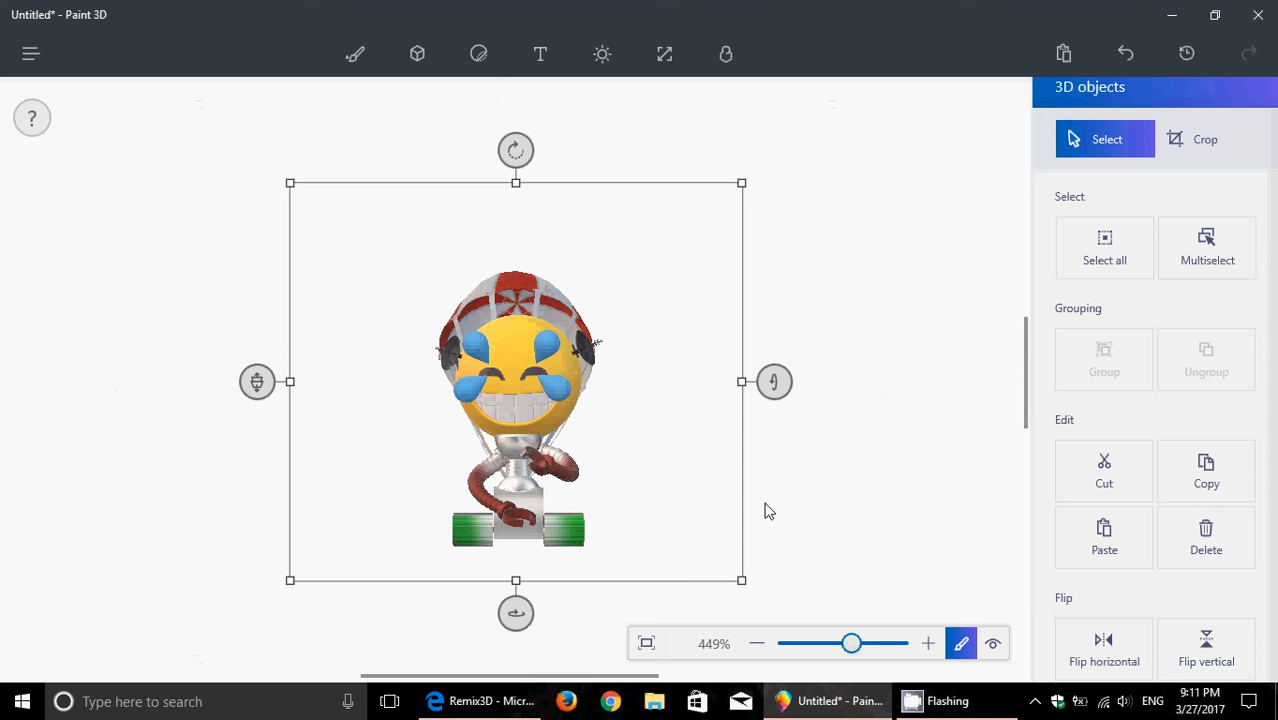 Untitled* - Paint 3D
?
3D objects
Select
Crop
Select
Select all
Multiselect
Grouping
Group
Ungroup
Edit
Cut
Copy
Paste
Delete
Flip
Flip horizontal
Flip vertical
449%
Type here to search
Remix3D - Micr...
Untitled* - Pain...
Flashing
ENG
9:11 PM
3/27/2017